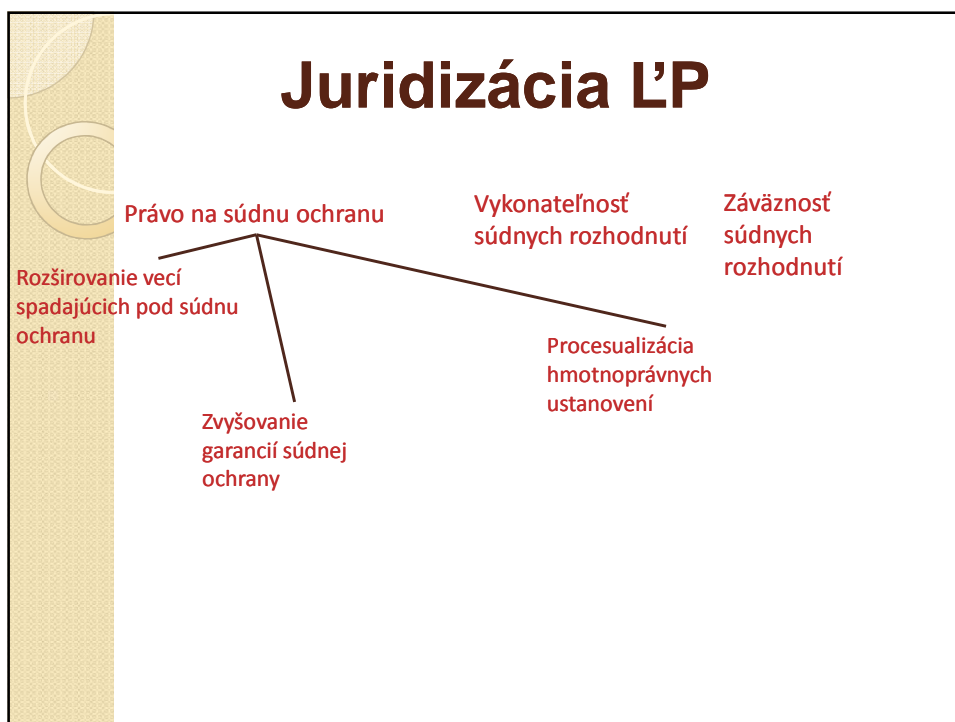 Juridizácia ĽP
Právo na súdnu ochranu
Vykonateľnosť
súdnych rozhodnutí
Záväznosť
súdnych
rozhodnutí
Rozširovanie vecí
spadajúcich pod súdnu
ochranu
Zvyšovanie
garancií súdnej
ochrany
Procesualizácia
hmotnoprávnych
ustanovení